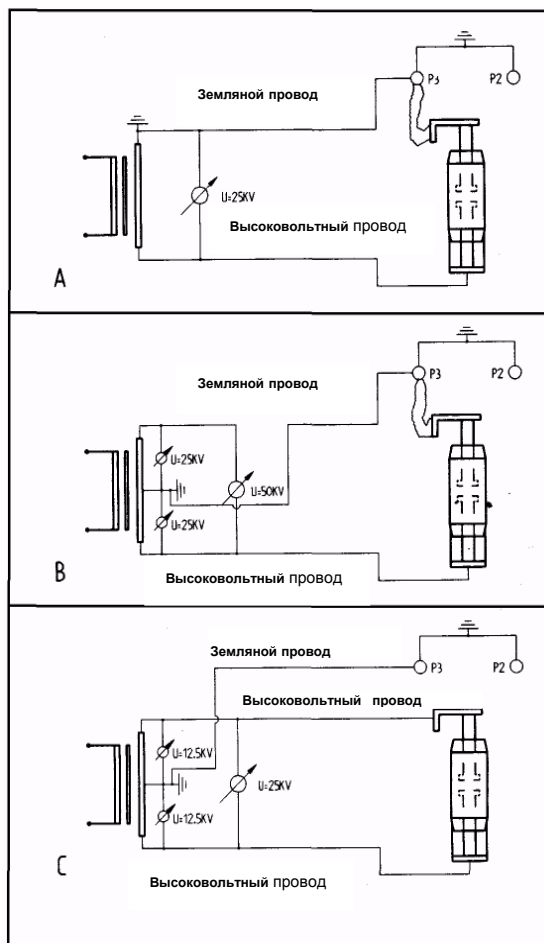 P3
P2
Земляной провод
U=25KV
Высоковольтный провод
A
P3
P2
Земляной провод
U=25KV
U=50KV
U=25KV
Высоковольтный провод
B
Земляной провод
P3
P2
Высоковольтный провод
U=12.5KV
U=25KV
U=12.5KV
C
Высоковольтный провод